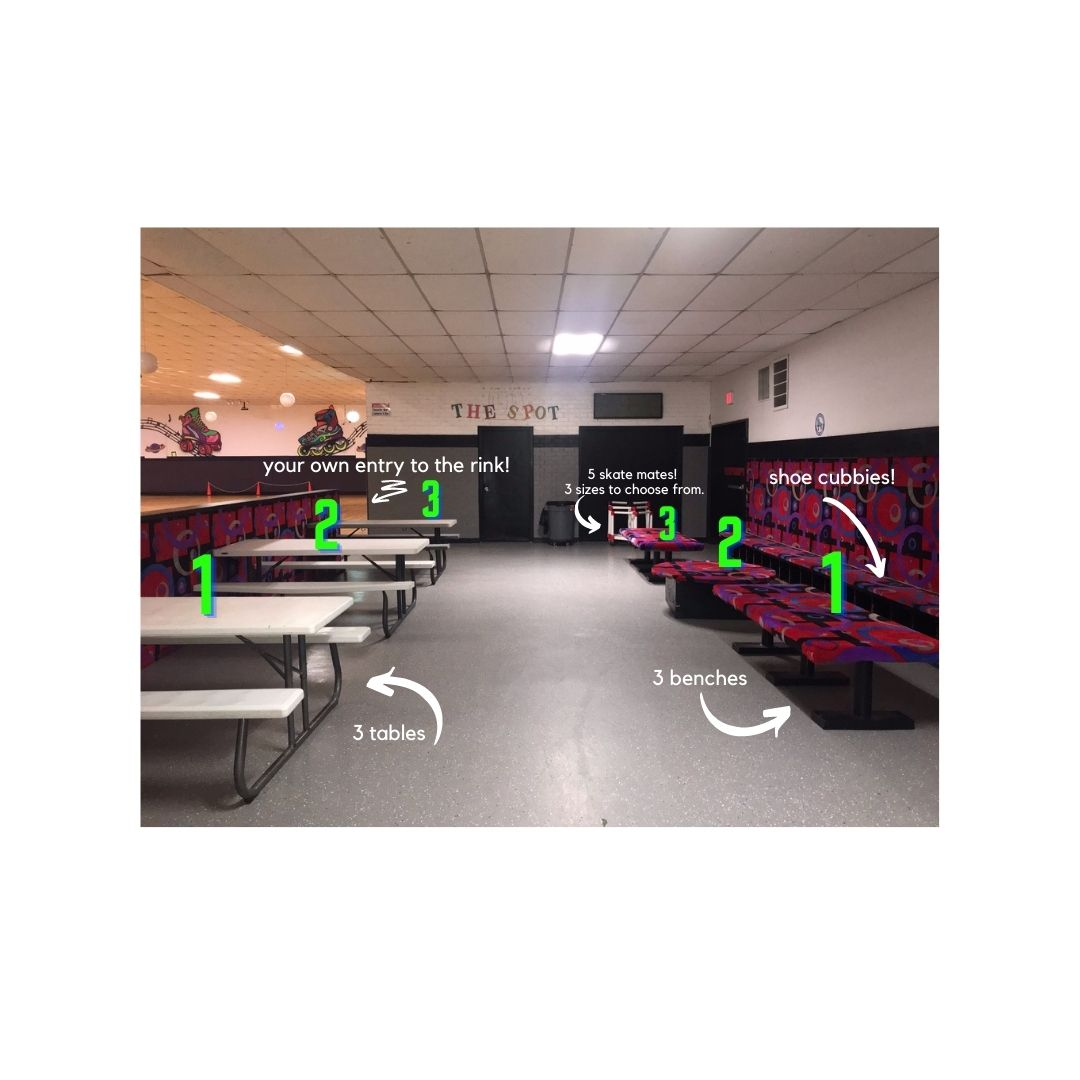 THE SPOT
your own entry to the rink!
5 skate mates!
3 sizes to choose from.
shoe cubbies!
3
2
1
3
2
1
3 benches
3 tables